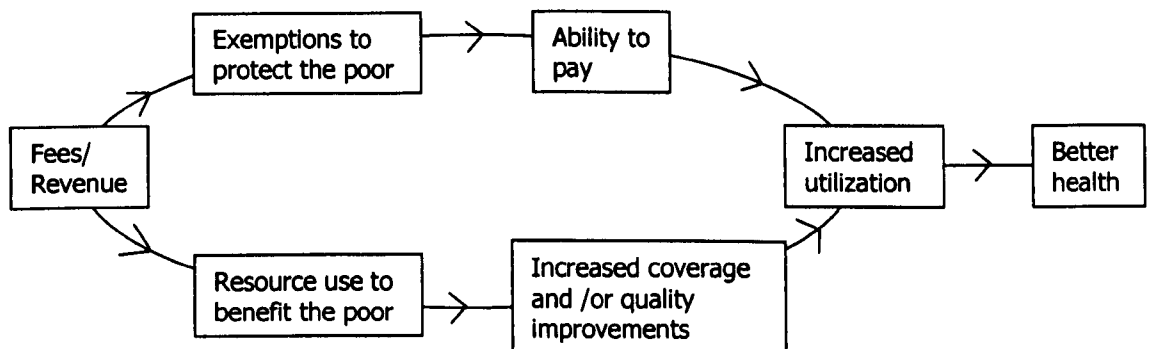 Exemptions to
protect the poor
Ability to
pay
Fees/
Revenue
Increased
utilization
Better
health
Resource use to
benefit the poor
Increased coverage
and /or quality
improvements